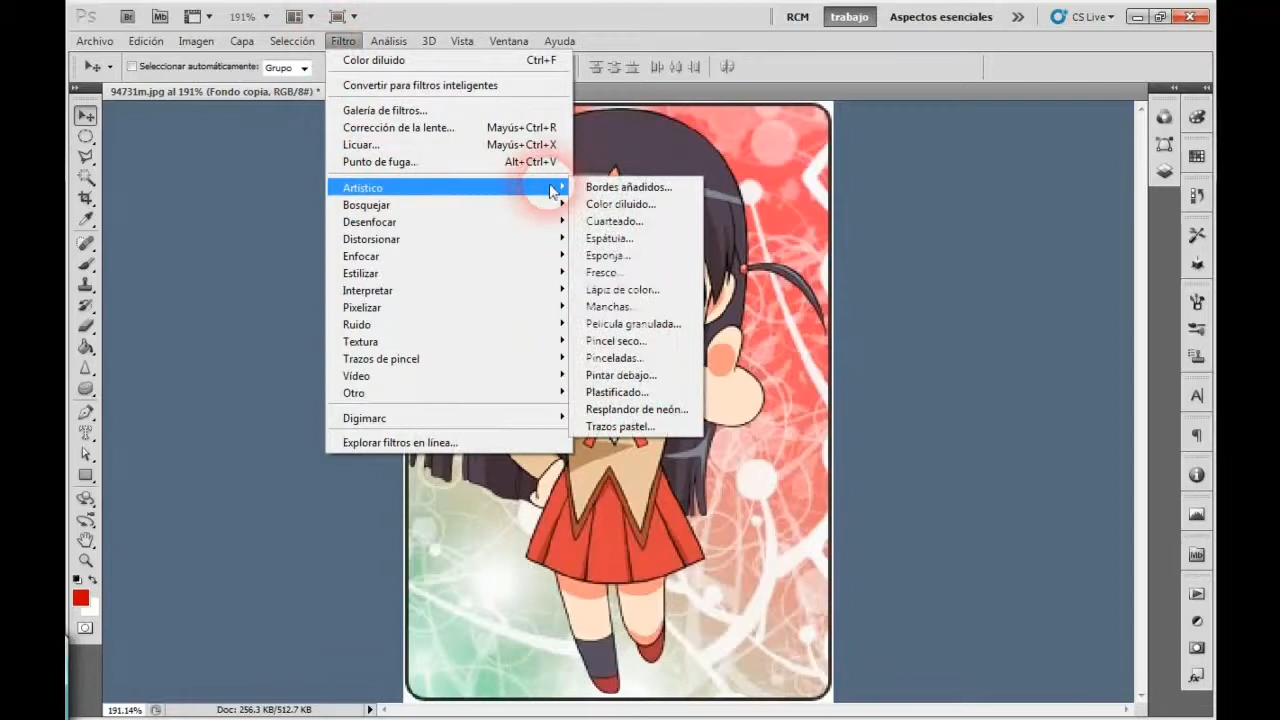 Ps Br Mb 191% RCM trabajo Aspectos esenciales CS Live
Archivo Edición Imagen Capa Selección Filtro Análisis 3D Vista Ventana Ayuda
Seleccionar automáticamente: Grupo
94731m.jpg al 191% (Fondo copia, RGB/8#) *
Color diluido Ctrl+F
Convertir para filtros inteligentes
Galería de filtros...
Corrección de la lente... Mayús+Ctrl+R
Licuar... Mayús+Ctrl+X
Punto de fuga... Alt+Ctrl+V
Artístico
Bosquejar
Desenfocar
Distorsionar
Enfocar
Estilizar
Interpretar
Pixelizar
Ruido
Textura
Trazos de pincel
Vídeo
Otro
Digimarc
Explorar filtros en línea...
Bordes añadidos...
Color diluido...
Cuarteado...
Espátula...
Esponja...
Fresco...
Lápiz de color...
Manchas...
Película granulada...
Pincel seco...
Pinceladas...
Pintar debajo...
Plastificado...
Resplandor de neón...
Trazos pastel...
A
Mb
191.14% Doc: 256.3 KB/512.7 KB